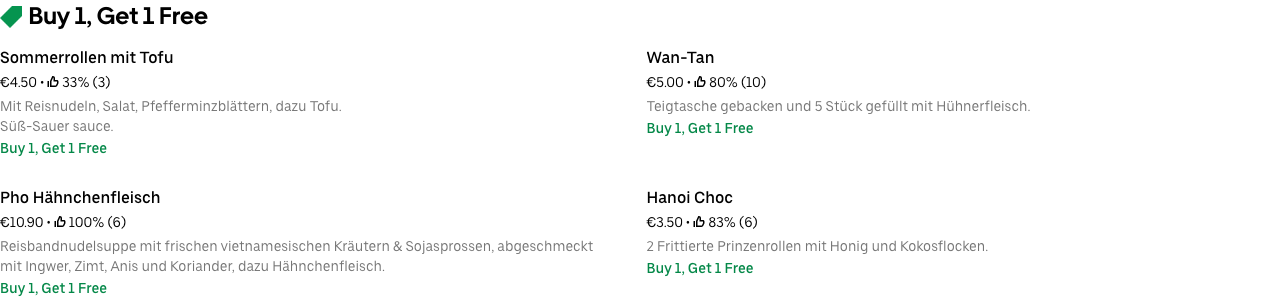 Buy 1, Get 1 Free
Sommerrollen mit Tofu
€4.50 • 33% (3)
Mit Reisnudeln, Salat, Pfefferminzblättern, dazu Tofu.
Süß-Sauer sauce.
Buy 1, Get 1 Free
Wan-Tan
€5.00 • 80% (10)
Teigtasche gebacken und 5 Stück gefüllt mit Hühnerfleisch.
Buy 1, Get 1 Free
Pho Hähnchenfleisch
€10.90 • 100% (6)
Reisbandnudelsuppe mit frischen vietnamesischen Kräutern & Sojasprossen, abgeschmeckt
mit Ingwer, Zimt, Anis und Koriander, dazu Hähnchenfleisch.
Buy 1, Get 1 Free
Hanoi Choc
€3.50 • 83% (6)
2 Frittierte Prinzenrollen mit Honig und Kokosflocken.
Buy 1, Get 1 Free